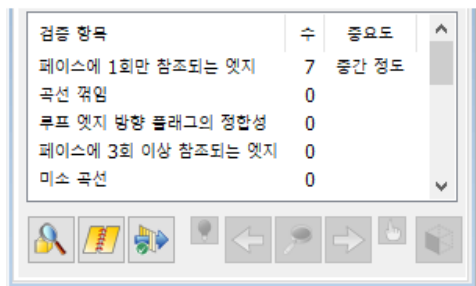 검증 항목 수 중요도
페이스에 1회만 참조되는 엣지 7 중간 정도
곡선 꺾임 0
루프 엣지 방향 플래그의 정합성 0
페이스에 3회 이상 참조되는 엣지 0
미소 곡선 0